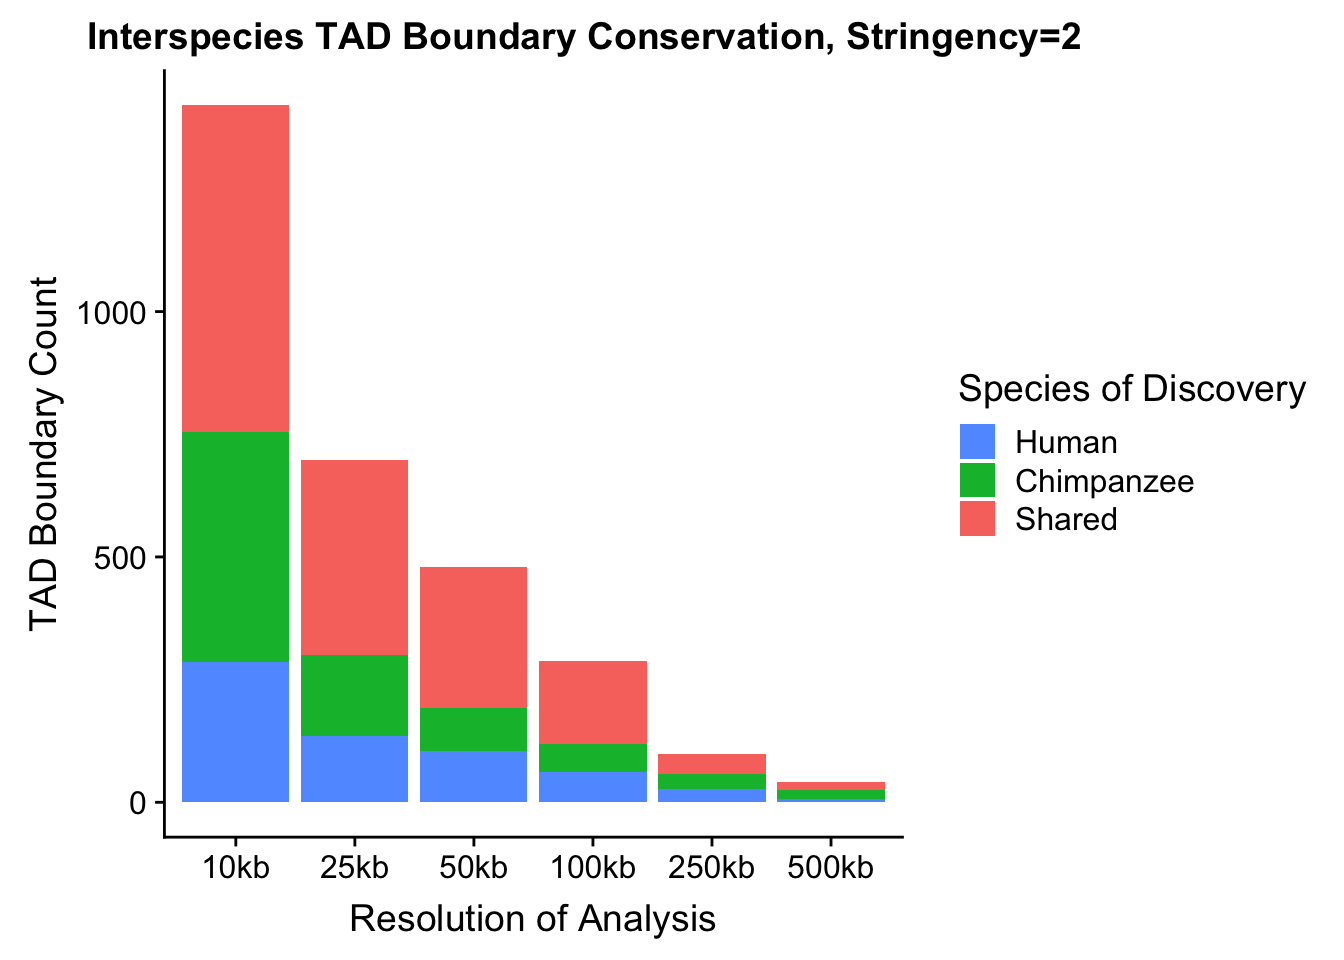 Interspecies TAD Boundary Conservation, Stringency=2
TAD Boundary Count
1000
500
0
10kb 25kb 50kb 100kb 250kb 500kb
Resolution of Analysis
Species of Discovery
Human
Chimpanzee
Shared